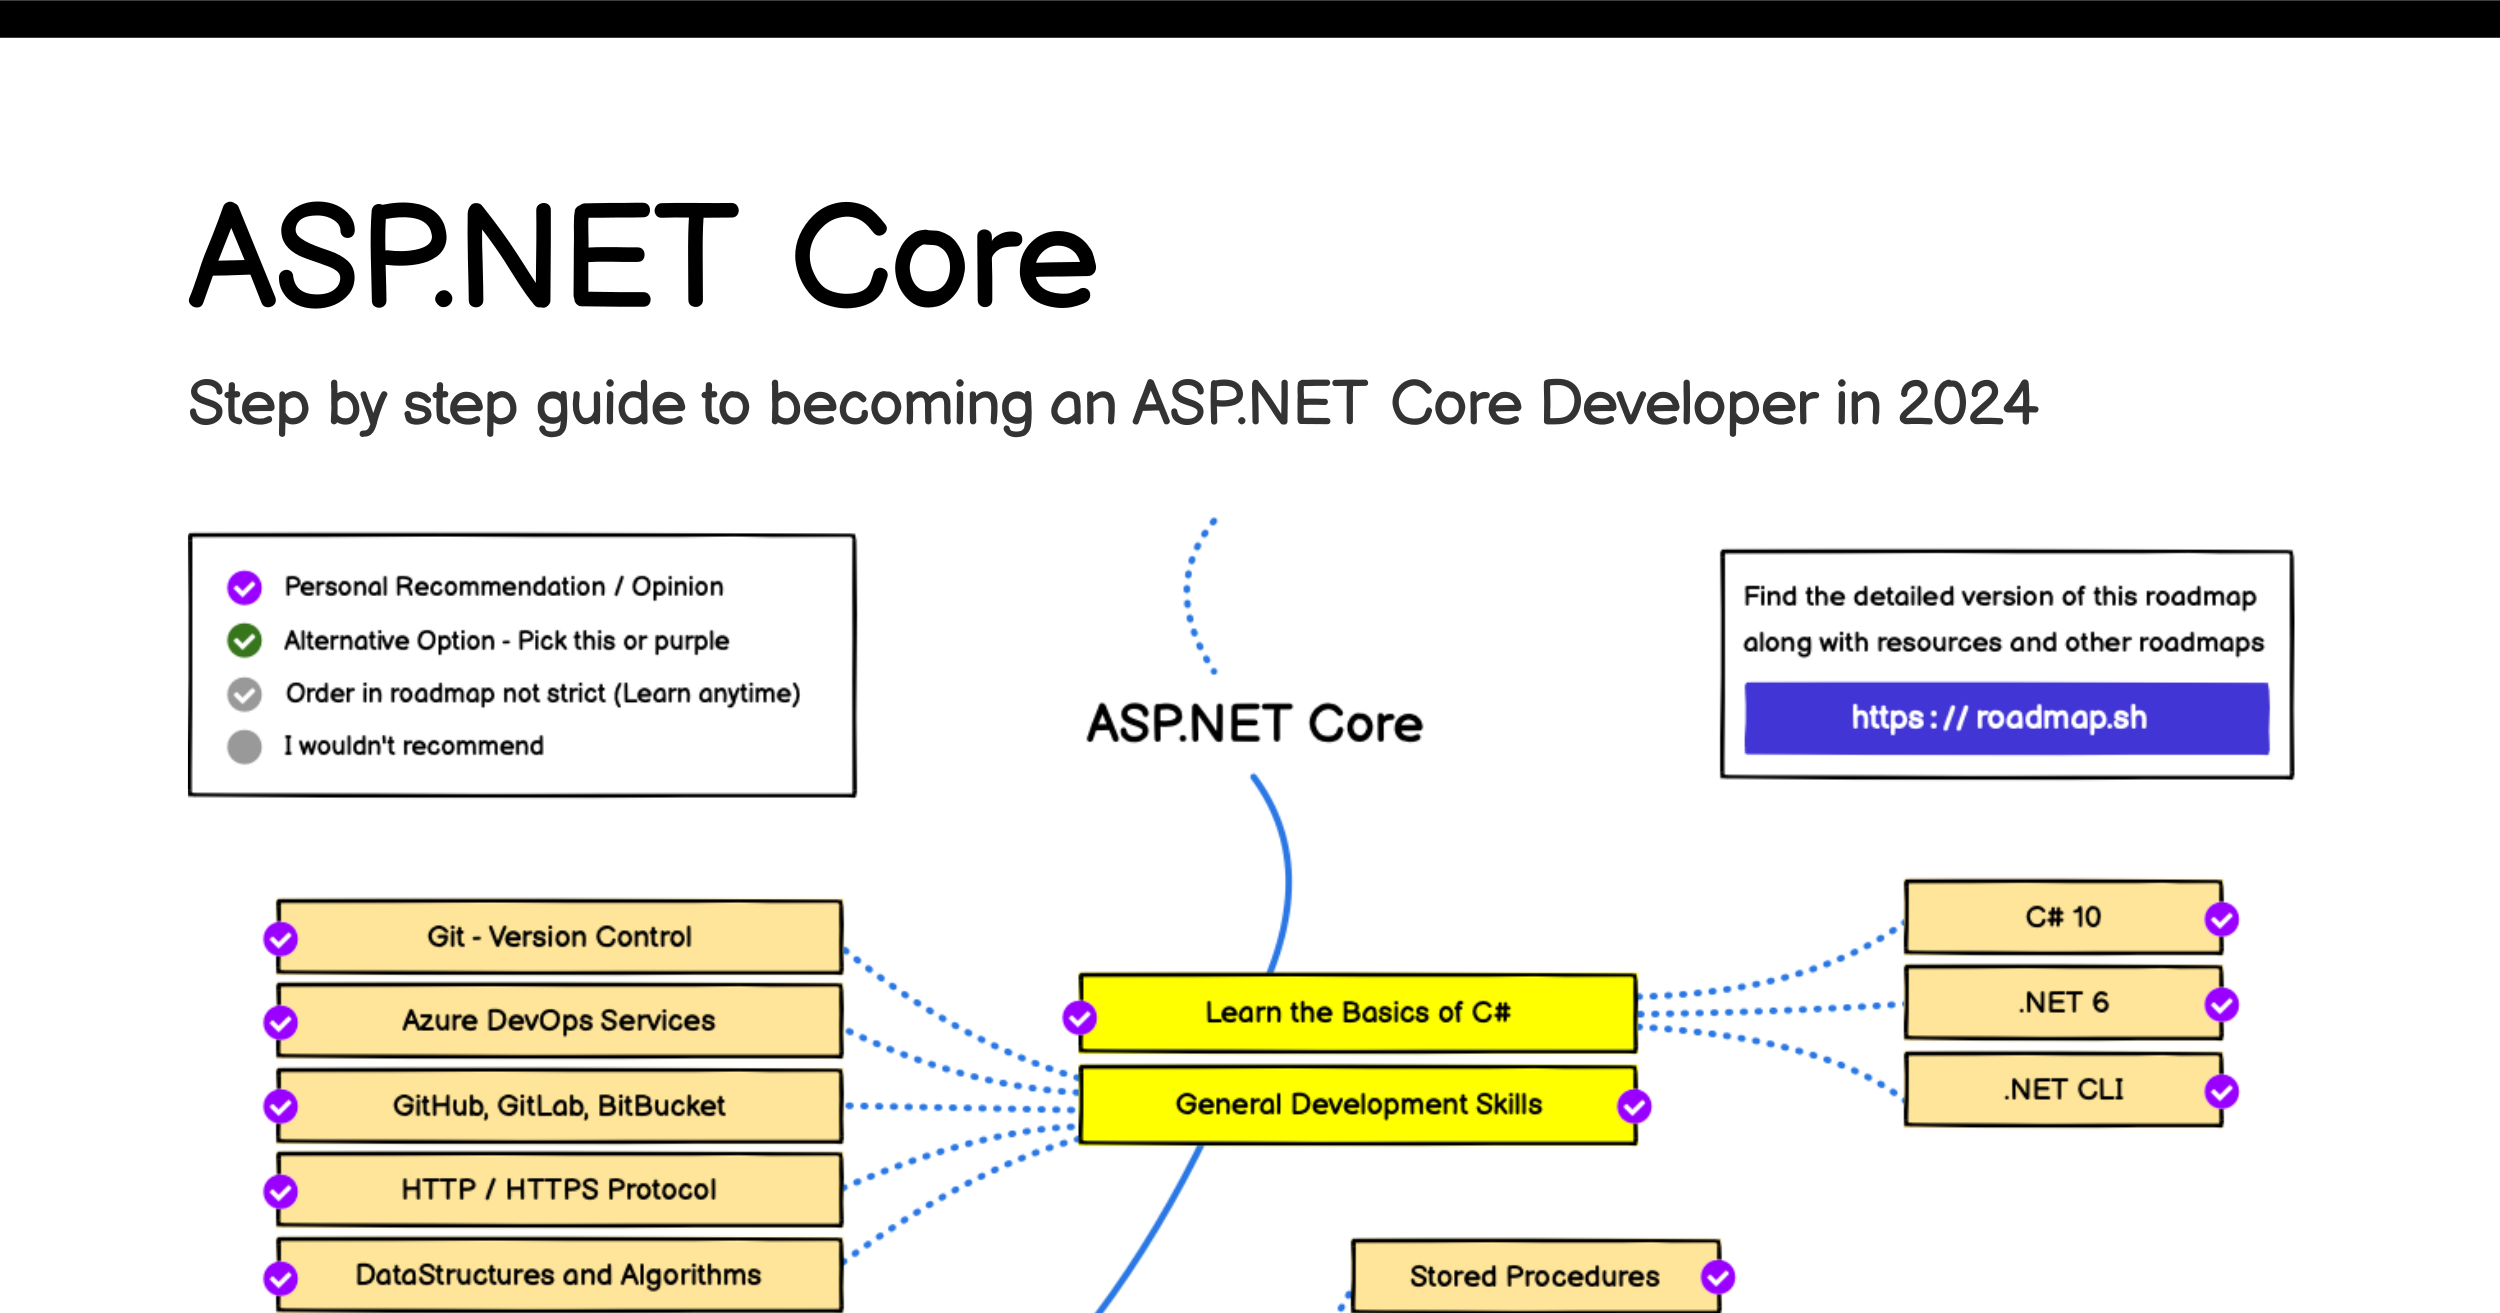 ASP.NET Core
Step by step guide to becoming an ASP.NET Core Developer in 2024
Personal Recommendation / Opinion
Alternative Option - Pick this or purple
Order in roadmap not strict (Learn anytime)
I wouldn't recommend
Find the detailed version of this roadmap
along with resources and other roadmaps
https://roadmap.sh
ASP.NET Core
Git - Version Control
Azure DevOps Services
GitHub, GitLab, BitBucket
HTTP / HTTPS Protocol
DataStructures and Algorithms
Learn the Basics of C#
General Development Skills
C# 10
.NET 6
.NET CLI
Stored Procedures